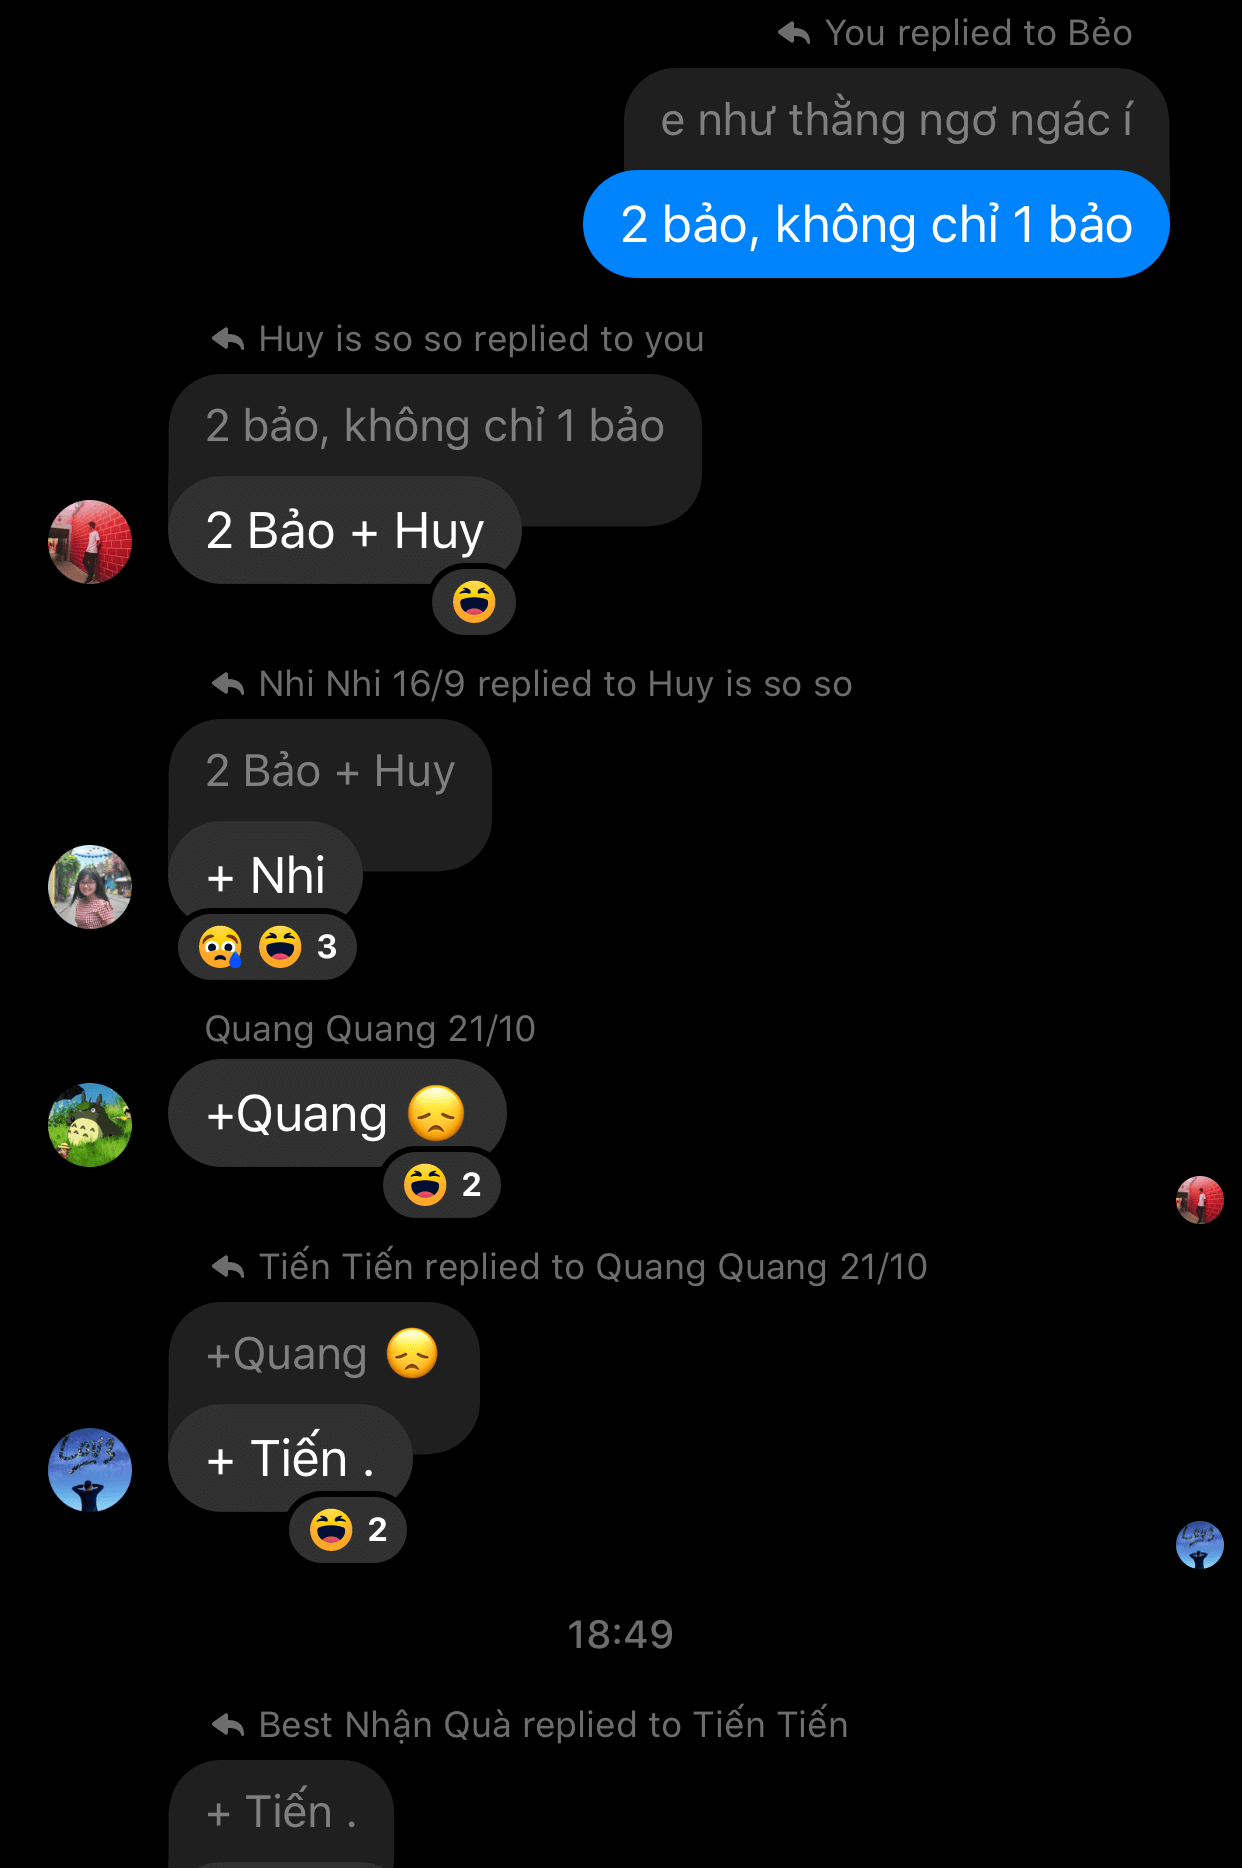 You replied to Bẻo
e như thằng ngơ ngác í
2 bảo, không chỉ 1 bảo
Huy is so so replied to you
2 bảo, không chỉ 1 bảo
2 Bảo + Huy
Nhi Nhi 16/9 replied to Huy is so so
2 Bảo + Huy
+ Nhi
3
Quang Quang 21/10
+Quang 😞
2
Tiến Tiến replied to Quang Quang 21/10
+Quang 😞
+ Tiến .
2
18:49
Best Nhận Quà replied to Tiến Tiến
+ Tiến .